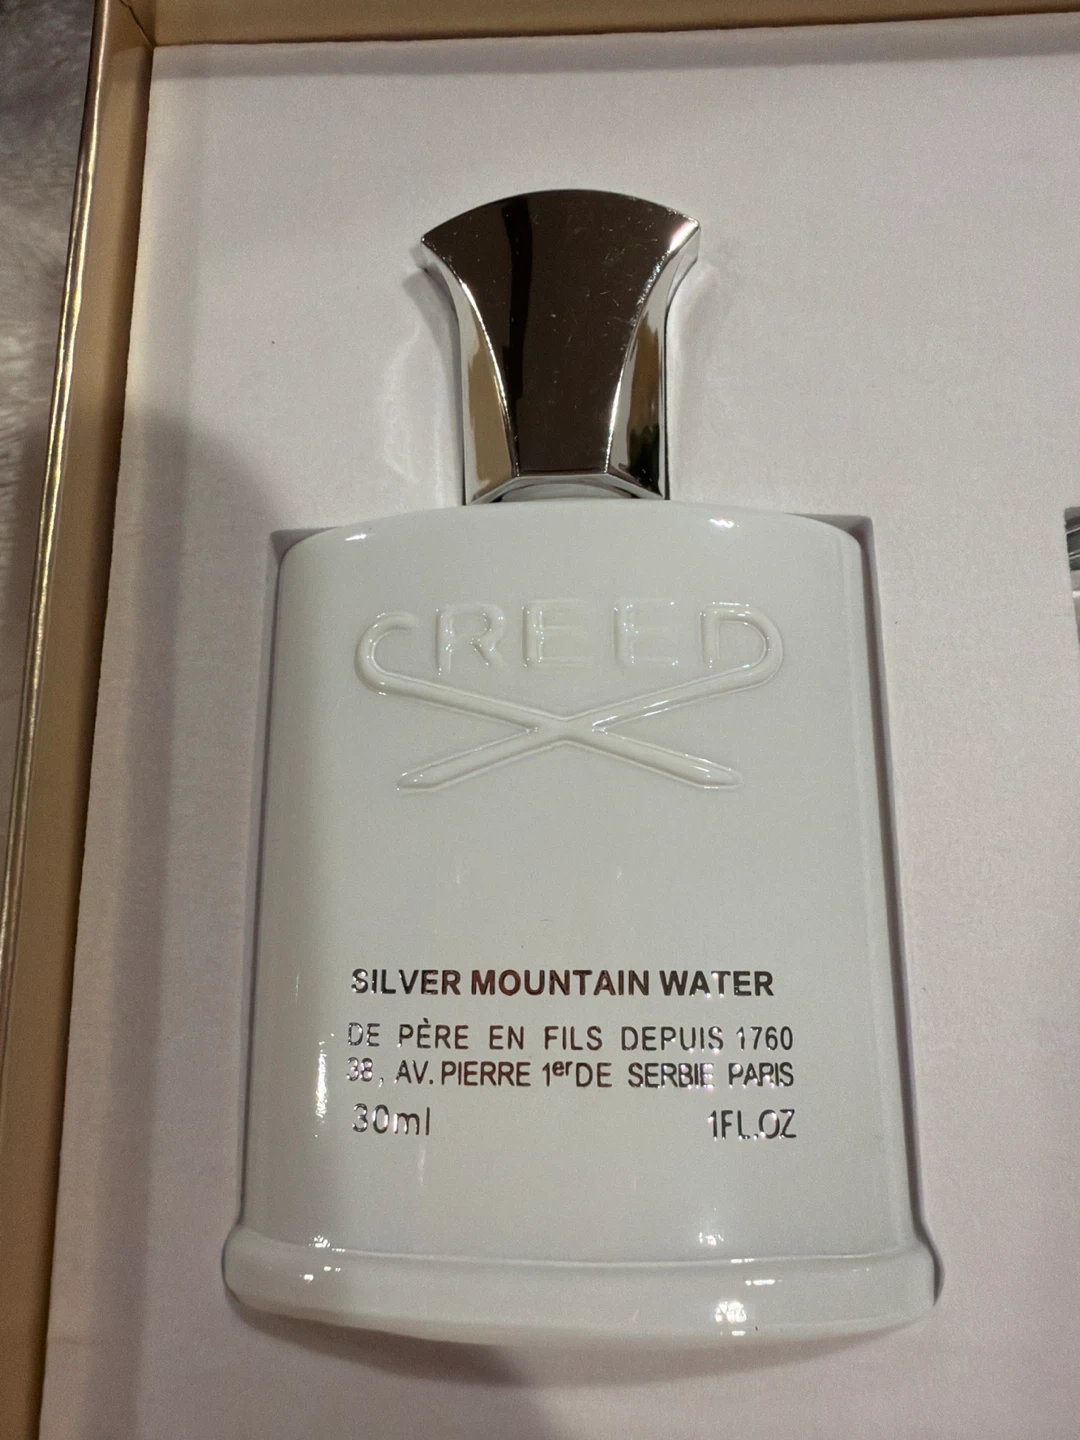 CREED
SILVER MOUNTAIN WATER
DE PÈRE EN FILS DEPUIS 1760
38, AV. PIERRE 1er DE SERBIE PARIS
30ml 1FL.OZ